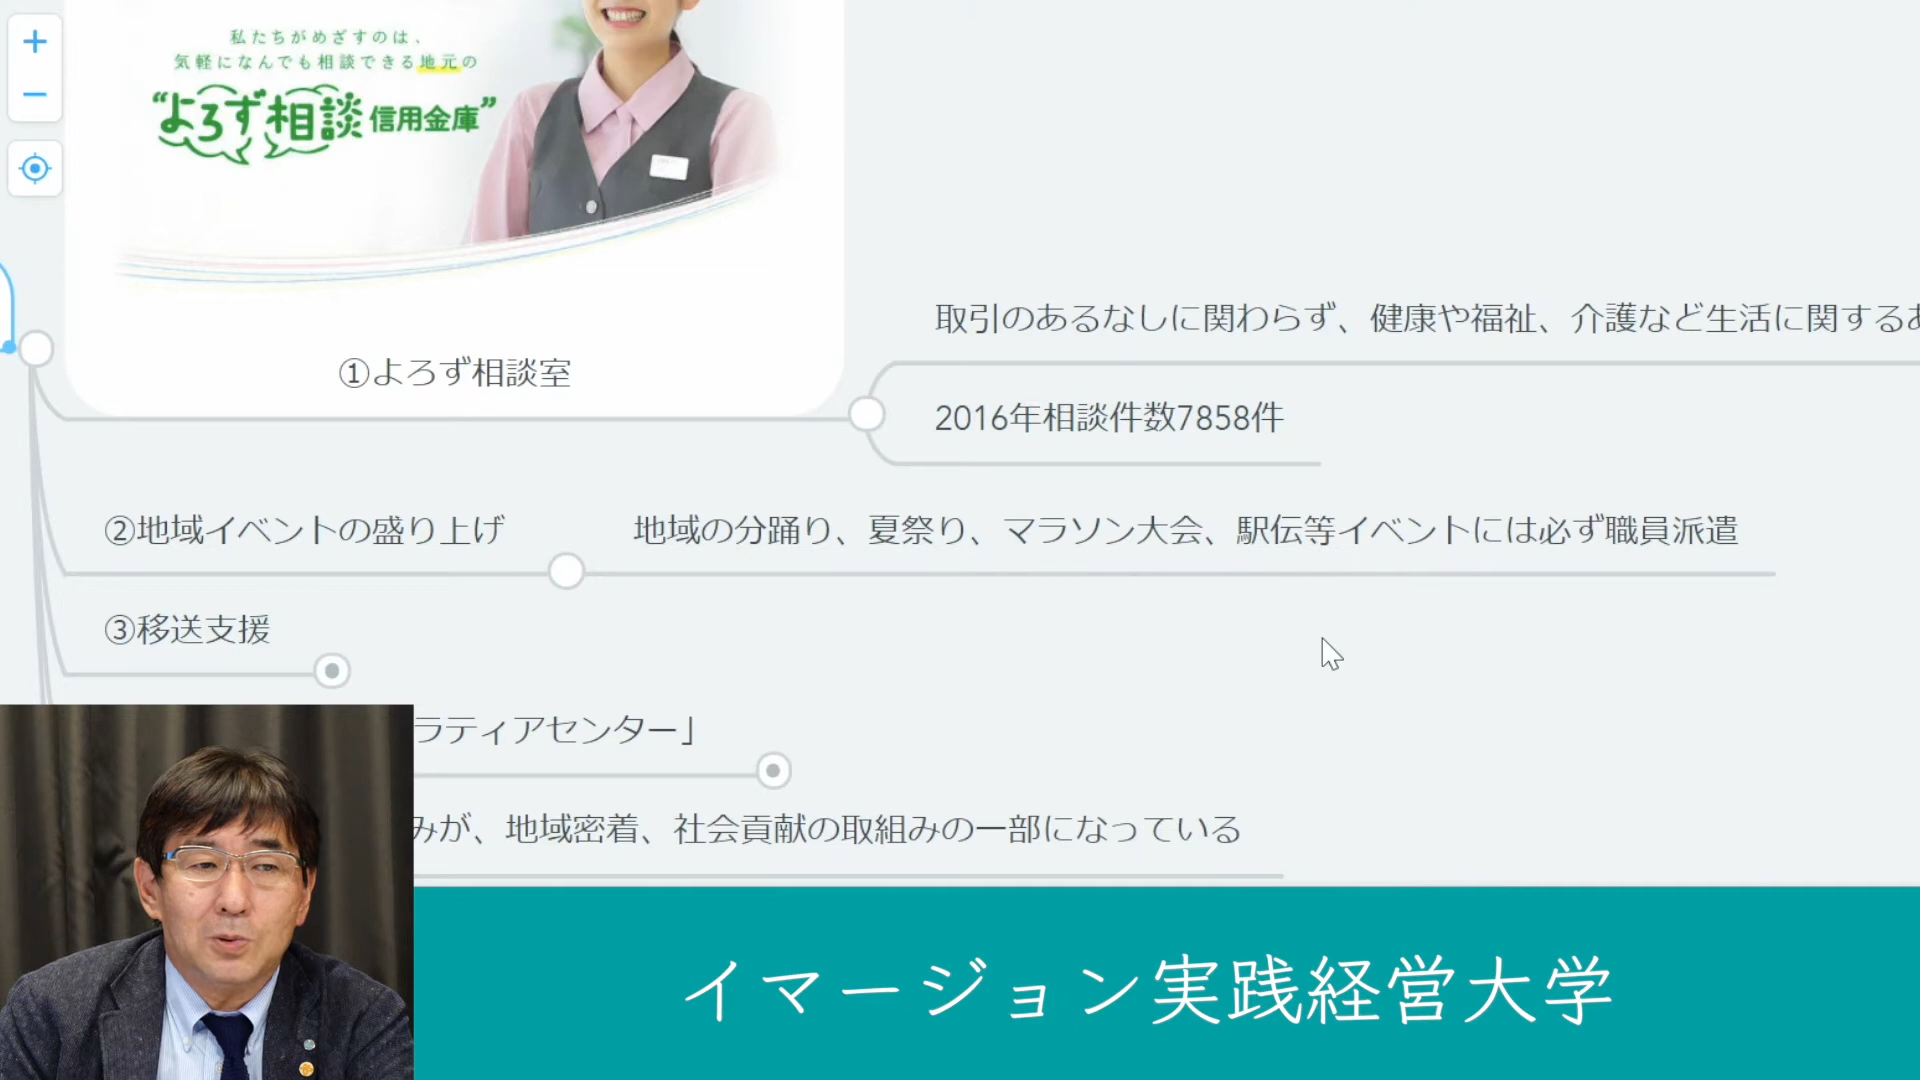 私たちがめざすのは、
気軽になんでも相談できる地元の
“よろず相談信用金庫”
①よろず相談室
取引のあるなしに関わらず、健康や福祉、介護など生活に関するあ
2016年相談件数7858件
②地域イベントの盛り上げ
地域の分踊り、夏祭り、マラソン大会、駅伝等イベントには必ず職員派遣
③移送支援
ラティアセンター」
みが、地域密着、社会貢献の取組みの一部になっている
イマージョン実践経営大学